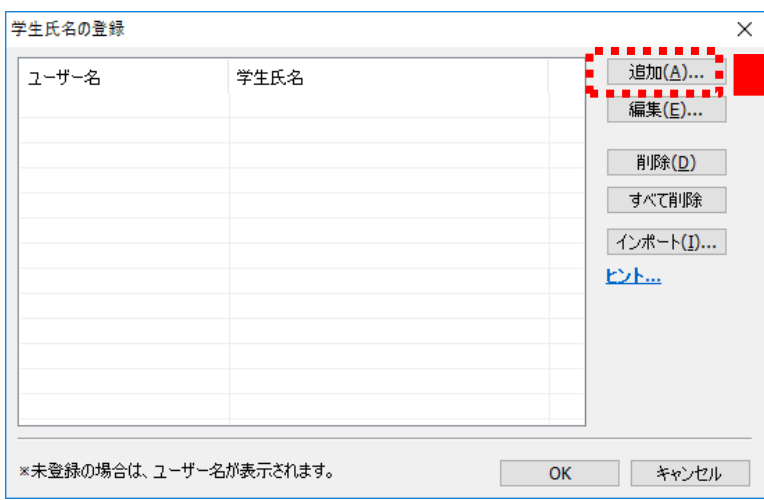 学生氏名の登録
ユーザー名 学生氏名
追加(A)...
編集(E)...
削除(D)
すべて削除
インポート(I)...
ヒント...
※未登録の場合は、ユーザー名が表示されます。
OK キャンセル